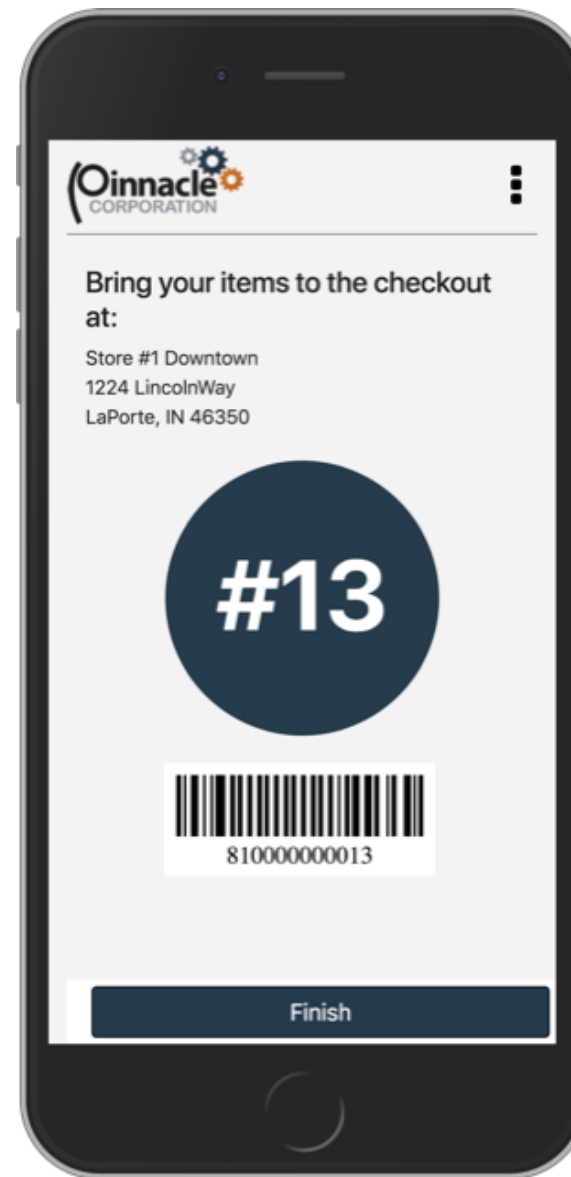 Pinnacle
CORPORATION
Bring your items to the checkout
at:
Store #1 Downtown
1224 LincolnWay
LaPorte, IN 46350
#13
810000000013
Finish